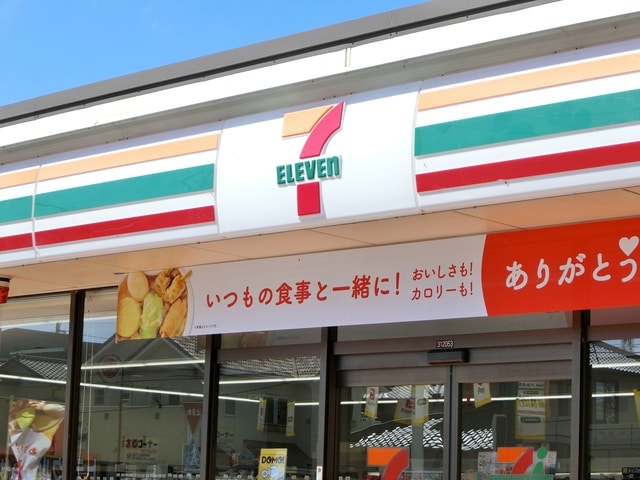 7
ELEVEN
いつもの食事と一緒に!
おいしさも!
カロリーも!
ありがとう
312053